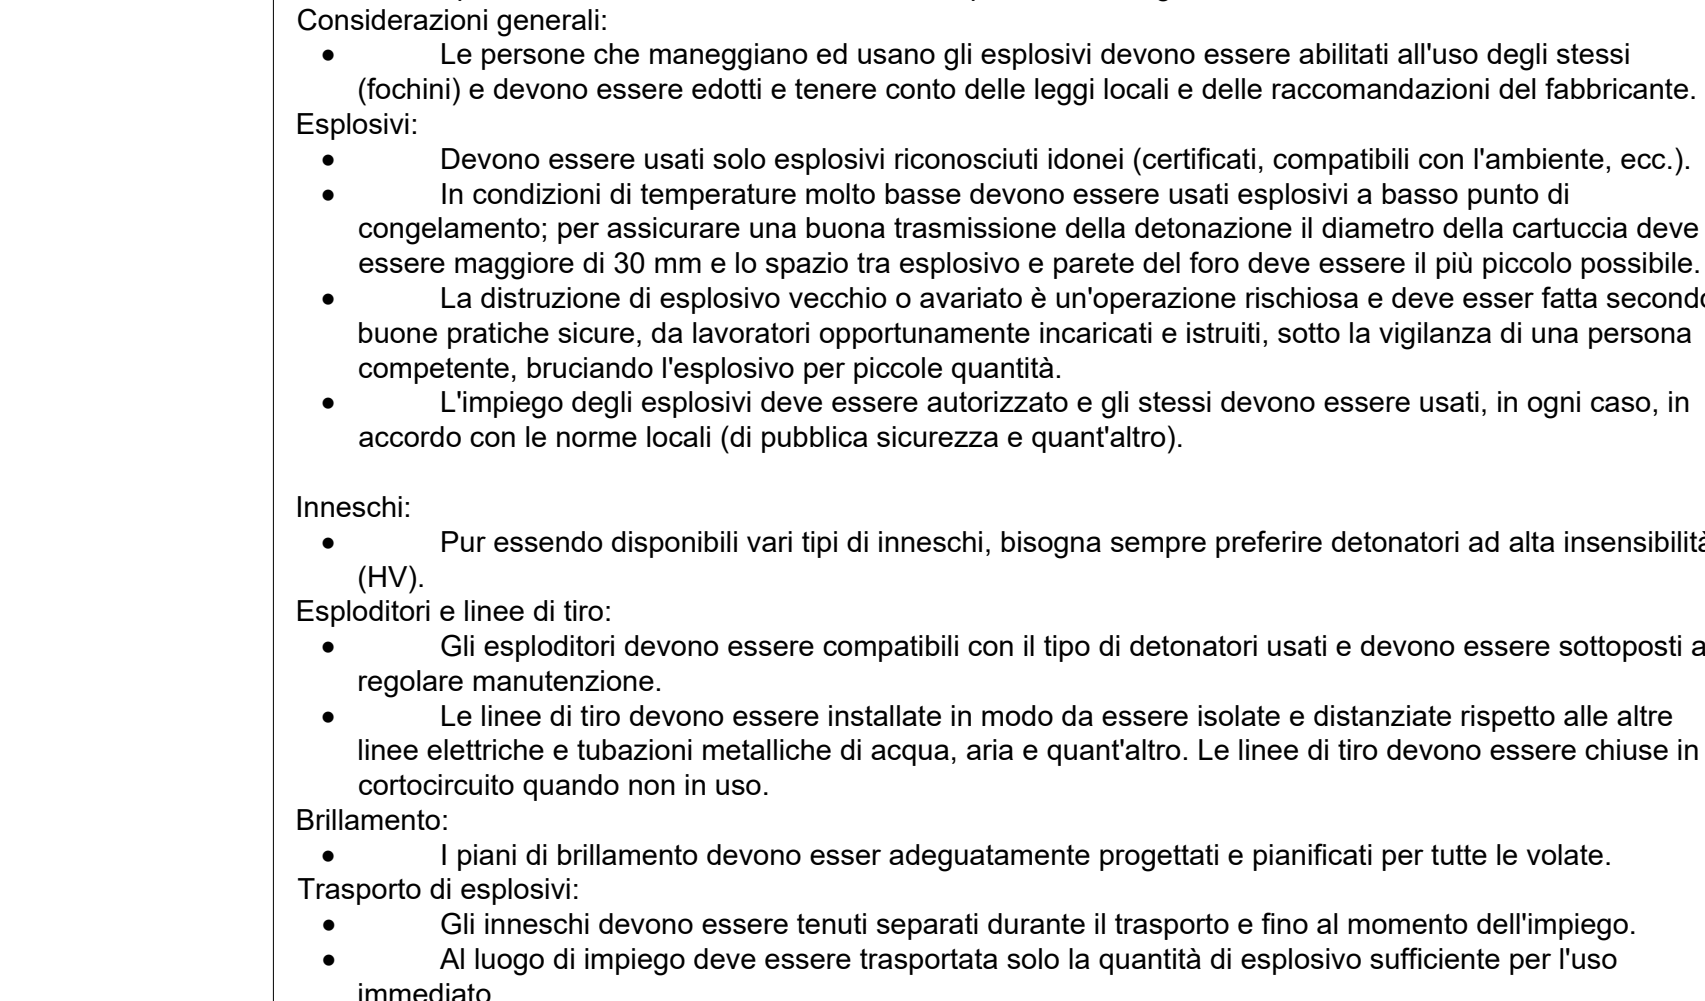 Considerazioni generali:
• Le persone che maneggiano ed usano gli esplosivi devono essere abilitati all'uso degli stessi
(fochini) e devono essere edotti e tenere conto delle leggi locali e delle raccomandazioni del fabbricante.
Esplosivi:
• Devono essere usati solo esplosivi riconosciuti idonei (certificati, compatibili con l'ambiente, ecc.).
• In condizioni di temperature molto basse devono essere usati esplosivi a basso punto di
congelamento; per assicurare una buona trasmissione della detonazione il diametro della cartuccia deve
essere maggiore di 30 mm e lo spazio tra esplosivo e parete del foro deve essere il più piccolo possibile.
• La distruzione di esplosivo vecchio o avariato è un'operazione rischiosa e deve esser fatta secondo
buone pratiche sicure, da lavoratori opportunamente incaricati e istruiti, sotto la vigilanza di una persona
competente, bruciando l'esplosivo per piccole quantità.
• L'impiego degli esplosivi deve essere autorizzato e gli stessi devono essere usati, in ogni caso, in
accordo con le norme locali (di pubblica sicurezza e quant'altro).
Inneschi:
• Pur essendo disponibili vari tipi di inneschi, bisogna sempre preferire detonatori ad alta insensibilità
(HV).
Esploditori e linee di tiro:
• Gli esploditori devono essere compatibili con il tipo di detonatori usati e devono essere sottoposti a
regolare manutenzione.
• Le linee di tiro devono essere installate in modo da essere isolate e distanziate rispetto alle altre
linee elettriche e tubazioni metalliche di acqua, aria e quant'altro. Le linee di tiro devono essere chiuse in
cortocircuito quando non in uso.
Brillamento:
• I piani di brillamento devono esser adeguatamente progettati e pianificati per tutte le volate.
Trasporto di esplosivi:
• Gli inneschi devono essere tenuti separati durante il trasporto e fino al momento dell'impiego.
• Al luogo di impiego deve essere trasportata solo la quantità di esplosivo sufficiente per l'uso
immediato